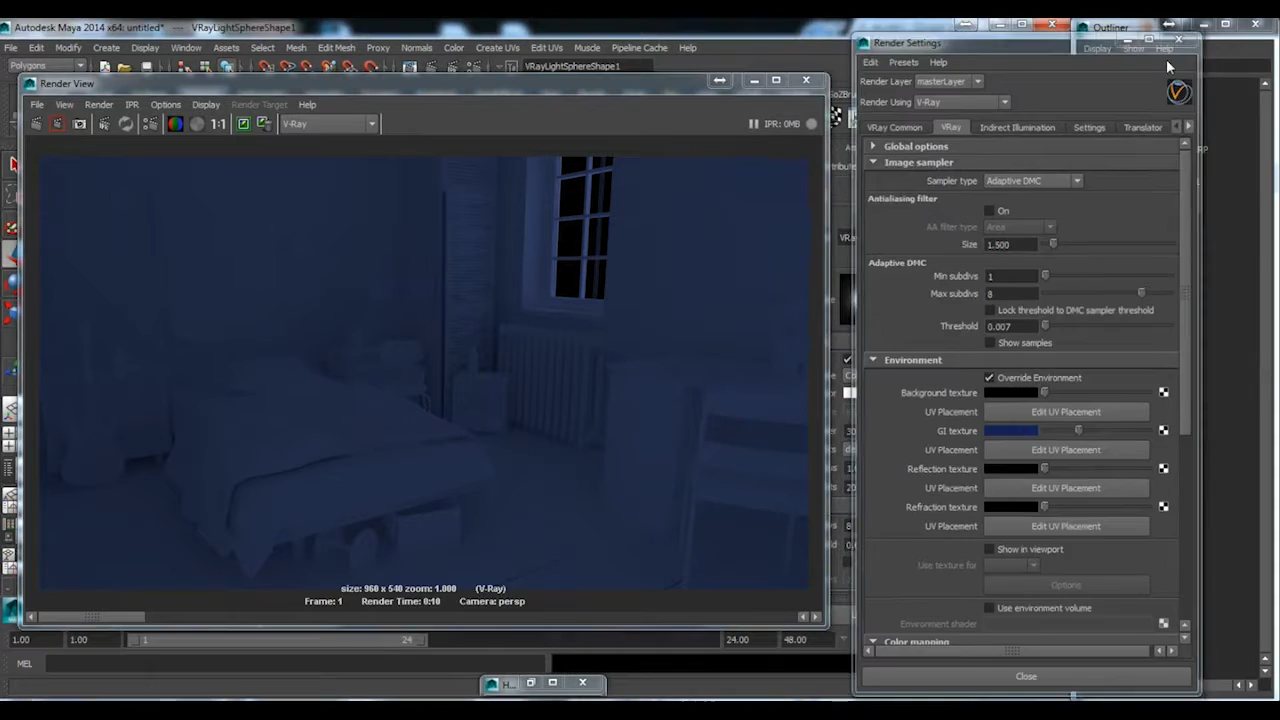 Autodesk Maya 2014 x64: untitled* --- VRayLightSphereShape1
Outliner
File Edit Modify Create Display Window Assets Select Mesh Edit Mesh Proxy Normals Color Create UVs Edit UVs Muscle Pipeline Cache Help
Display Show Help
Polygons
VRayLightSphereShape1
Render View
File View Render IPR Options Display Render Target Help
1:1
V-Ray
IPR: 0MB
size: 960 x 540 zoom: 1.000 (V-Ray)
Frame: 1 Render Time: 0:10 Camera: persp
Render Settings
Edit Presets Help
Render Layer masterLayer
Render Using V-Ray
VRay Common VRay Indirect Illumination Settings Translator
Global options
Image sampler
Sampler type Adaptive DMC
Antialiasing filter
On
AA filter type Area
Size 1.500
Adaptive DMC
Min subdivs 1
Max subdivs 8
Lock threshold to DMC sampler threshold
Threshold 0.007
Show samples
Environment
Override Environment
Background texture
UV Placement Edit UV Placement
GI texture
UV Placement Edit UV Placement
Reflection texture
UV Placement Edit UV Placement
Refraction texture
UV Placement Edit UV Placement
Show in viewport
Use texture for
Options
Use environment volume
Environment shader
Color mapping
Close
1.00 1.00 1 24 24.00 48.00
MEL
H...